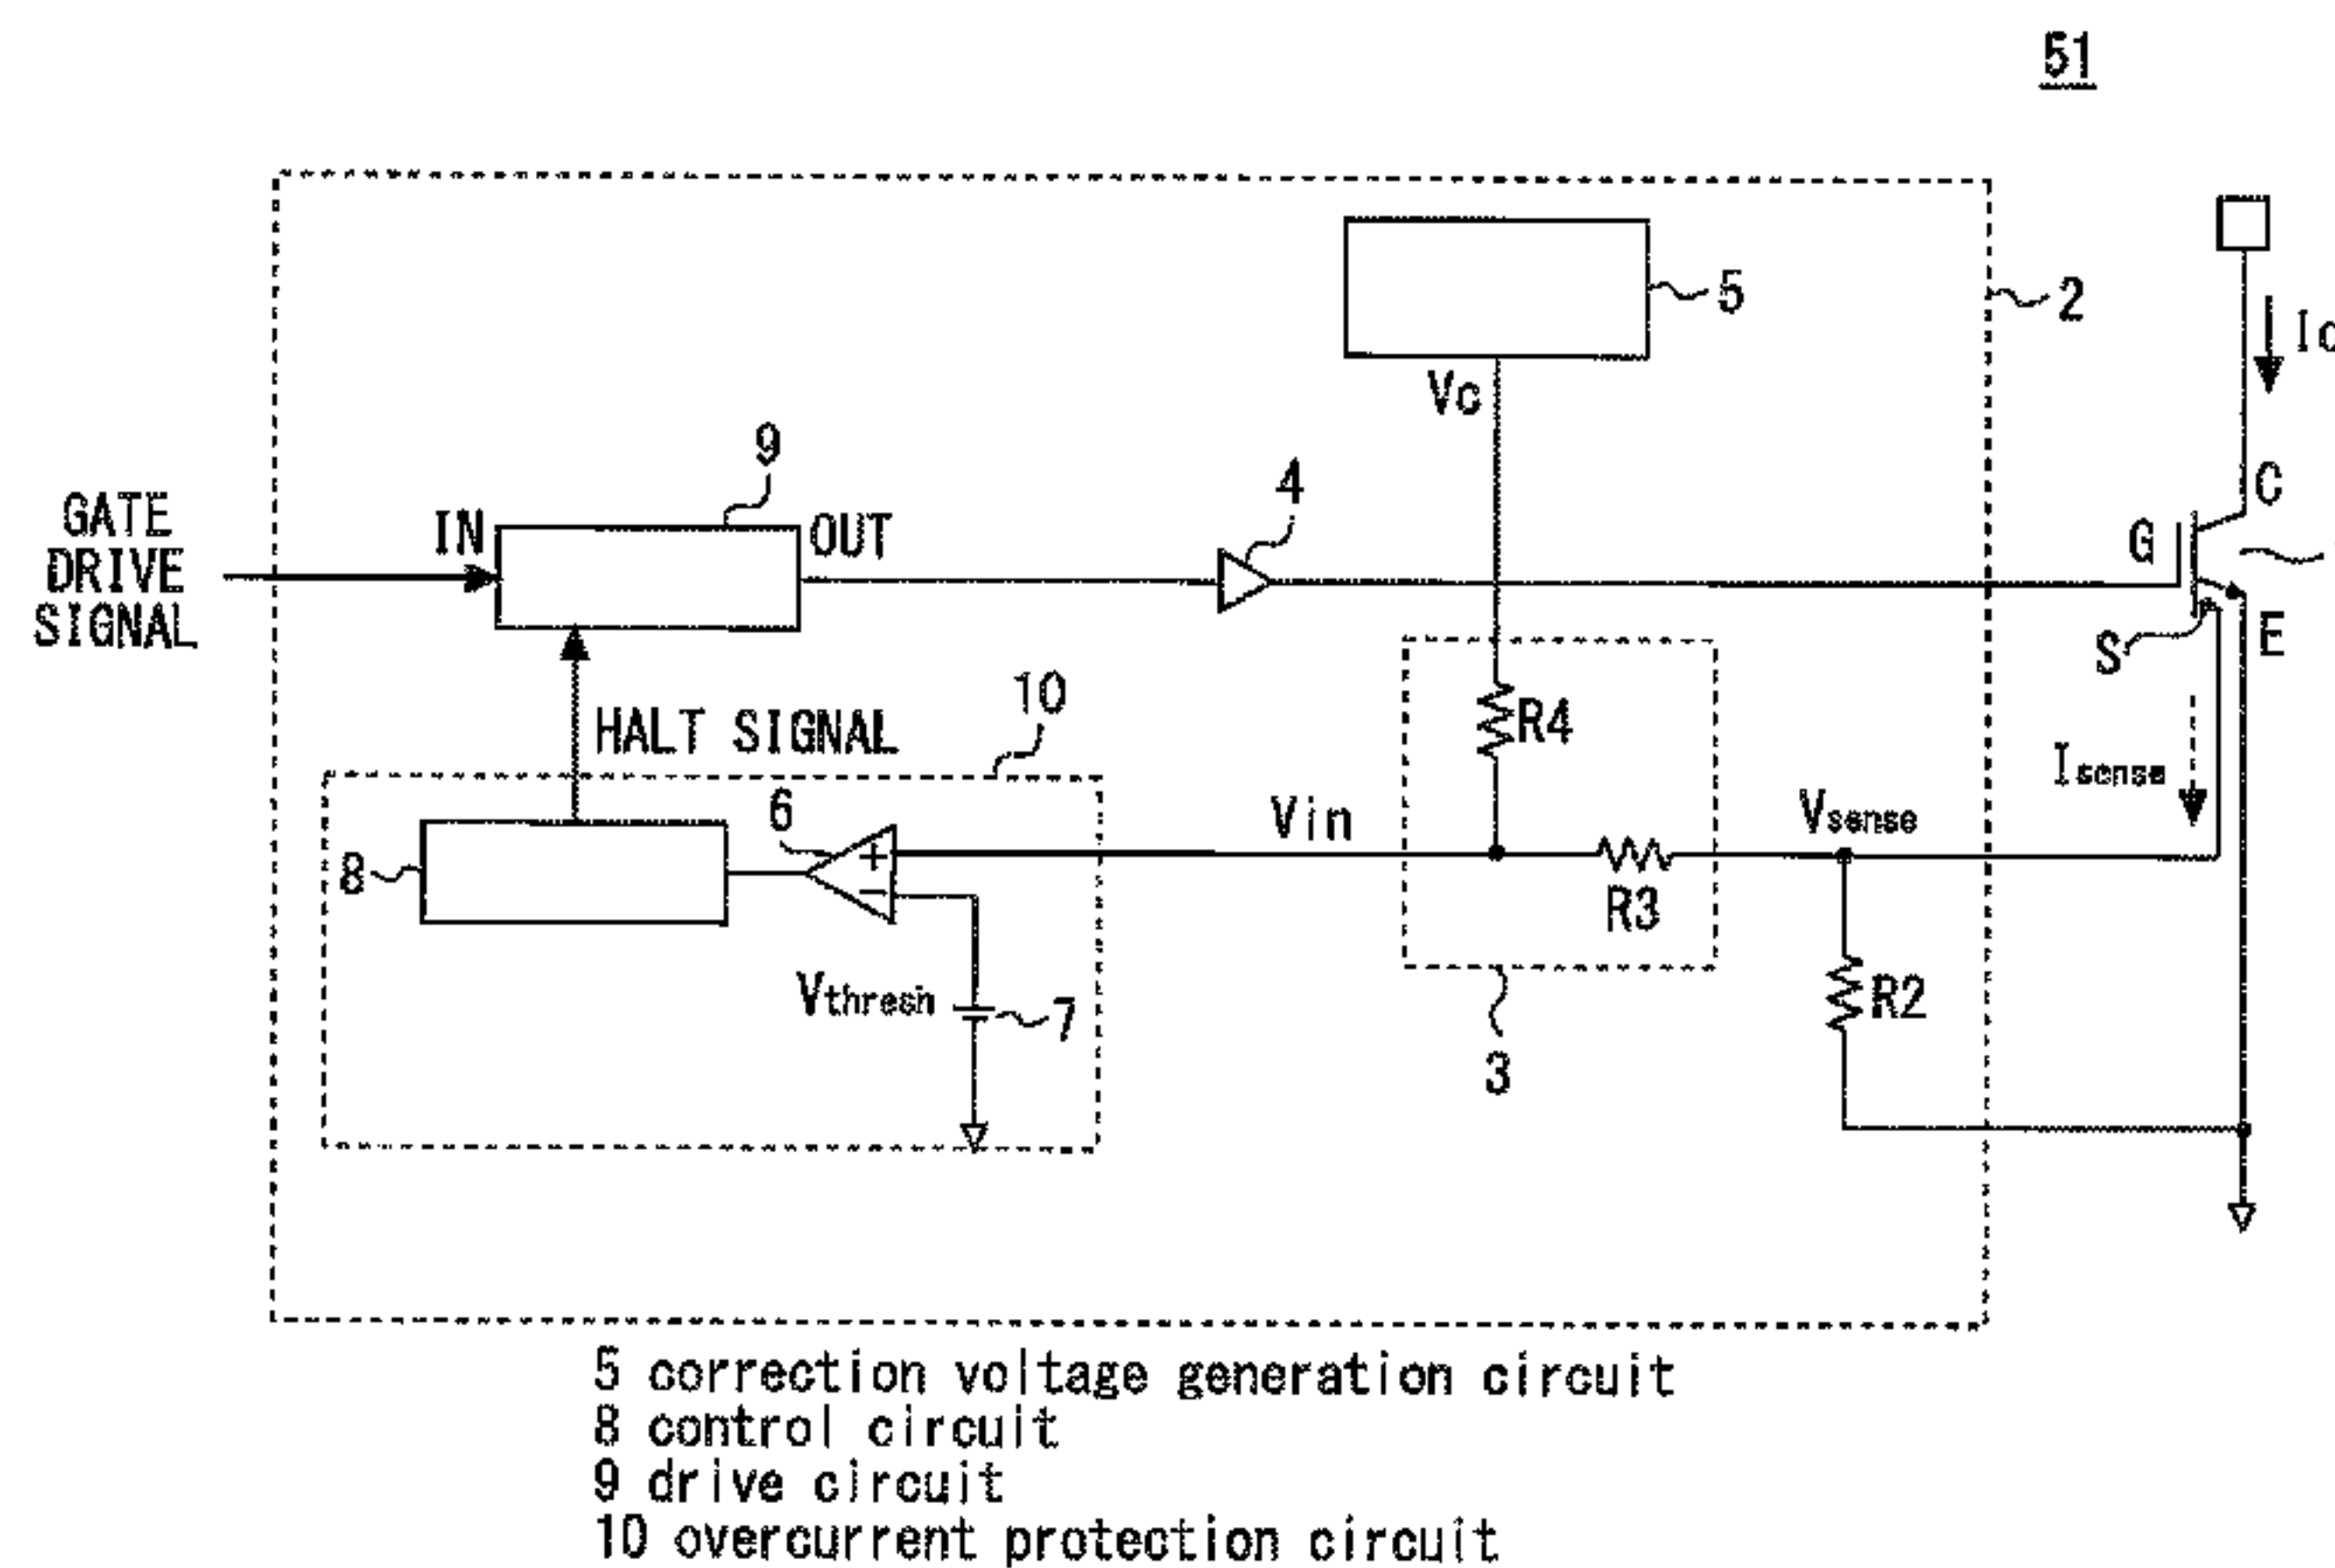 51
5
2
Vc
9
4
C
G
GATE
DRIVE
SIGNAL
IN
OUT
S
E
10
HALT SIGNAL
R4
Isense
6
Vin
Vsense
8
R3
Vthresh
7
R2
3
5 correction voltage generation circuit
8 control circuit
9 drive circuit
10 overcurrent protection circuit